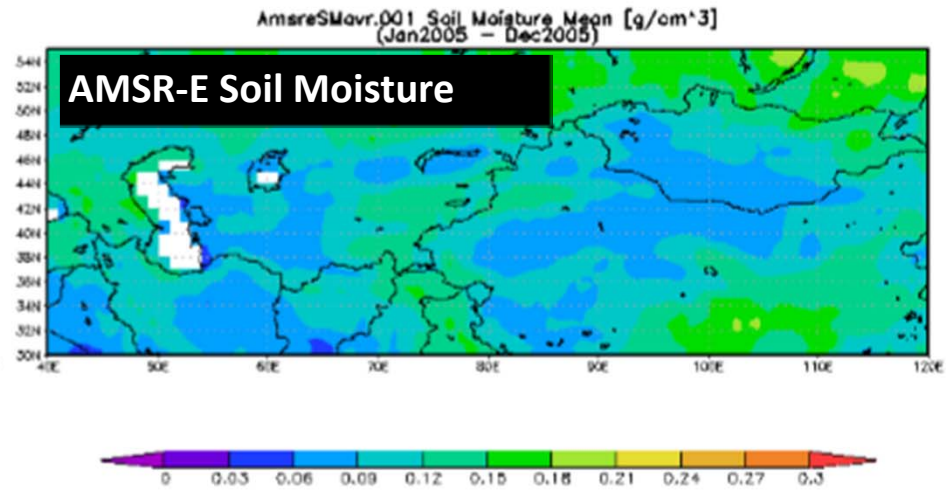 AmsreSMavr.001 Soil Moisture Mean [g/cm^3]
(Jan2005 – Dec2005)
AMSR-E Soil Moisture
54N
52N
50N
48N
46N
44N
42N
40N
38N
36N
34N
32N
30N
40E 50E 60E 70E 80E 90E 100E 110E 120E
0 0.03 0.06 0.09 0.12 0.15 0.18 0.21 0.24 0.27 0.3